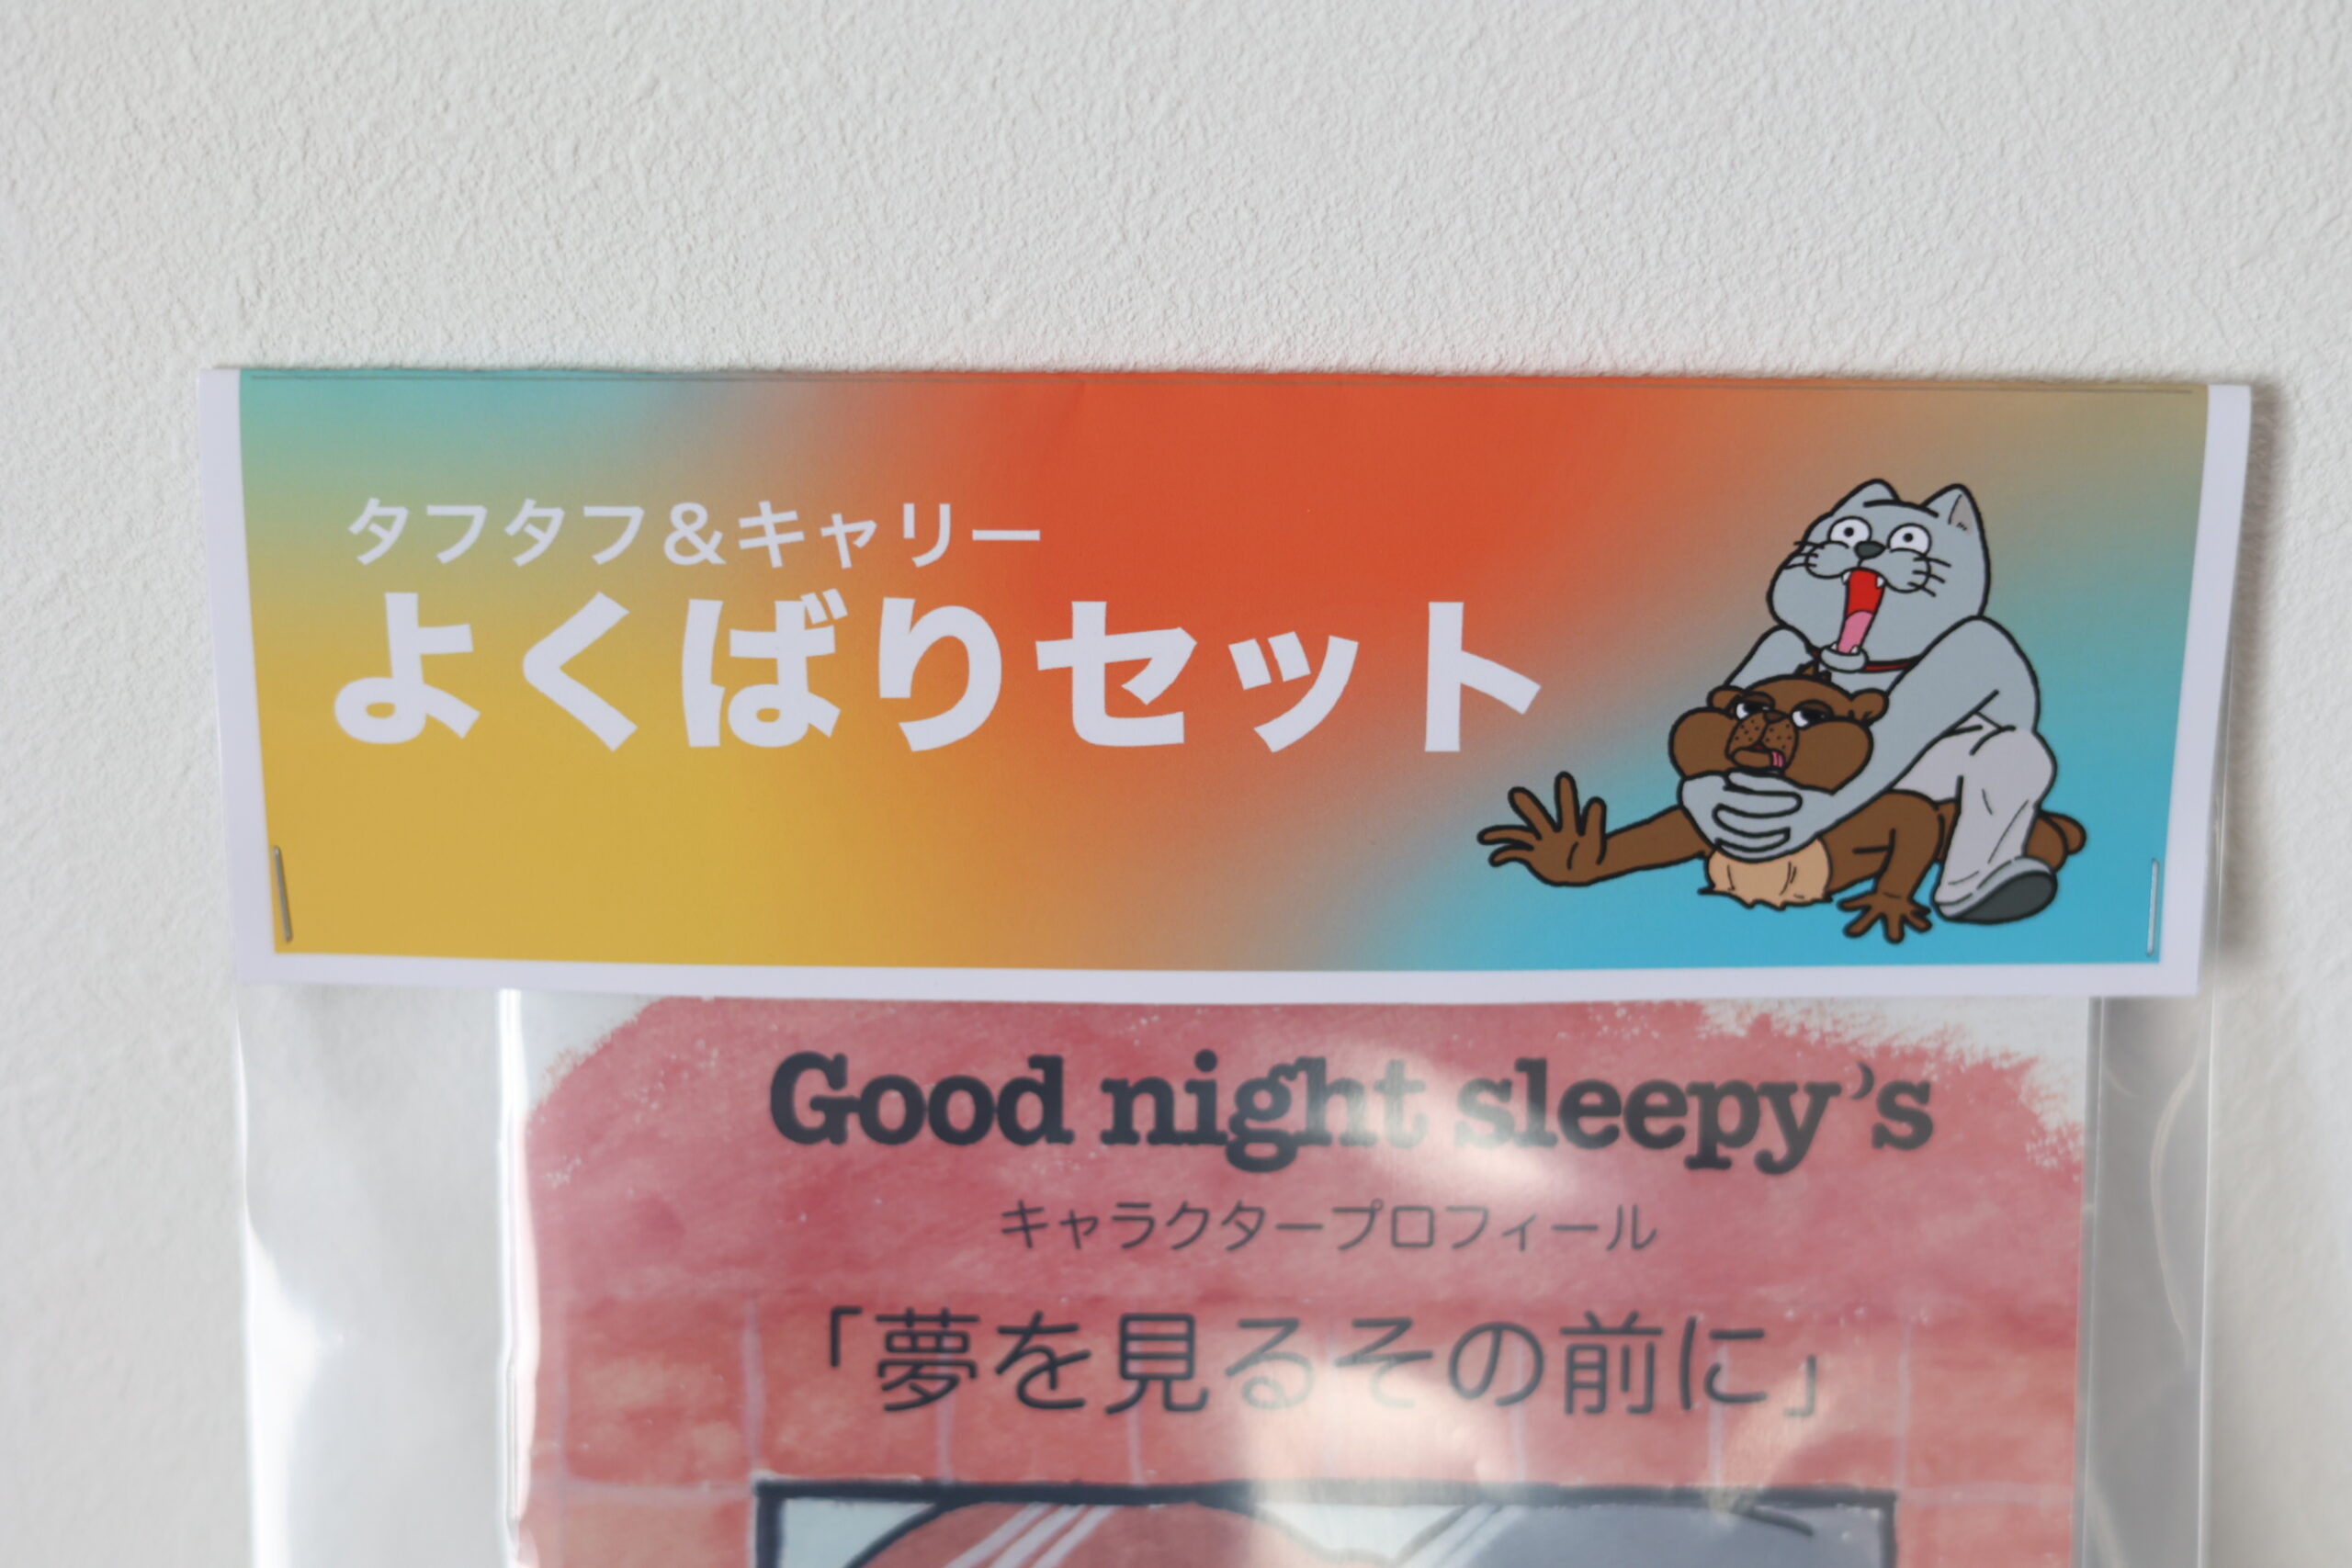 タフタフ&キャリー
よくばりセット
Good night sleepy's
キャラクタープロフィール
「夢を見るその前に」